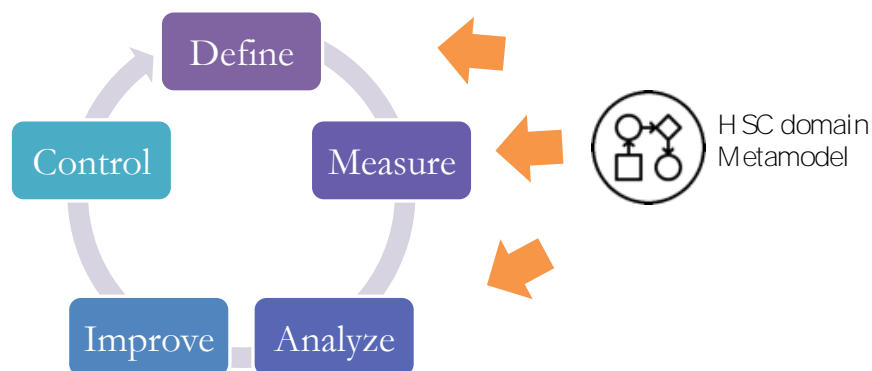 Define
Control
Measure
HSC domain
Metamodel
Improve
Analyze